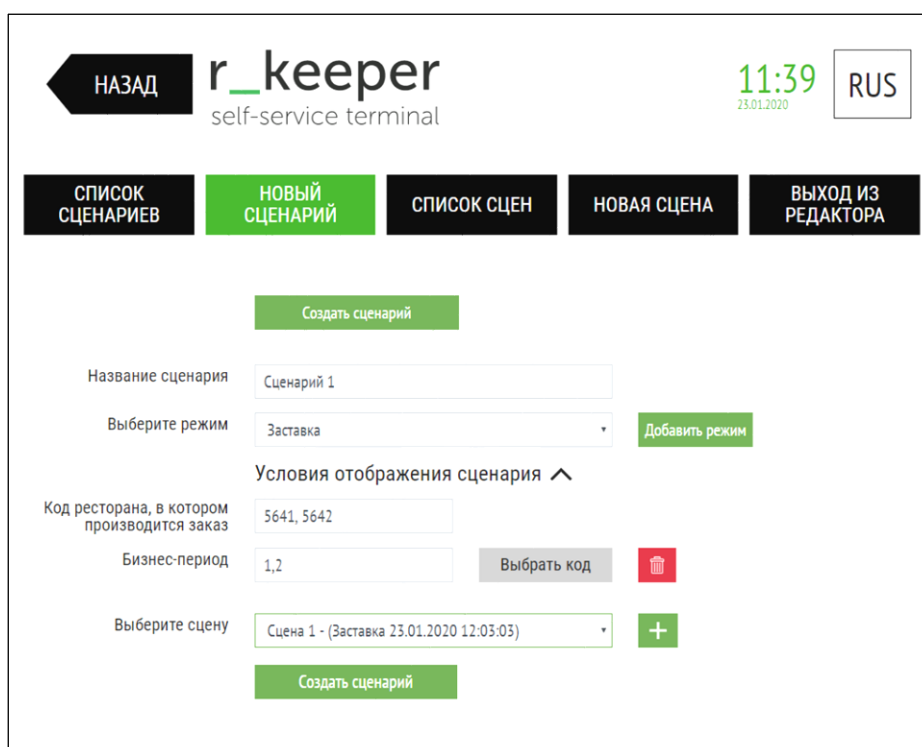 НАЗАД
r_keeper
self-service terminal
11:39
23.01.2020
RUS
СПИСОК
СЦЕНАРИЕВ
НОВЫЙ
СЦЕНАРИЙ
СПИСОК СЦЕН
НОВАЯ СЦЕНА
ВЫХОД ИЗ
РЕДАКТОРА
Создать сценарий
Название сценария
Сценарий 1
Выберите режим
Заставка
Добавить режим
Условия отображения сценария
Код ресторана, в котором
производится заказ
5641, 5642
Бизнес-период
1,2
Выбрать код
Выберите сцену
Сцена 1 - (Заставка 23.01.2020 12:03:03)
+
Создать сценарий